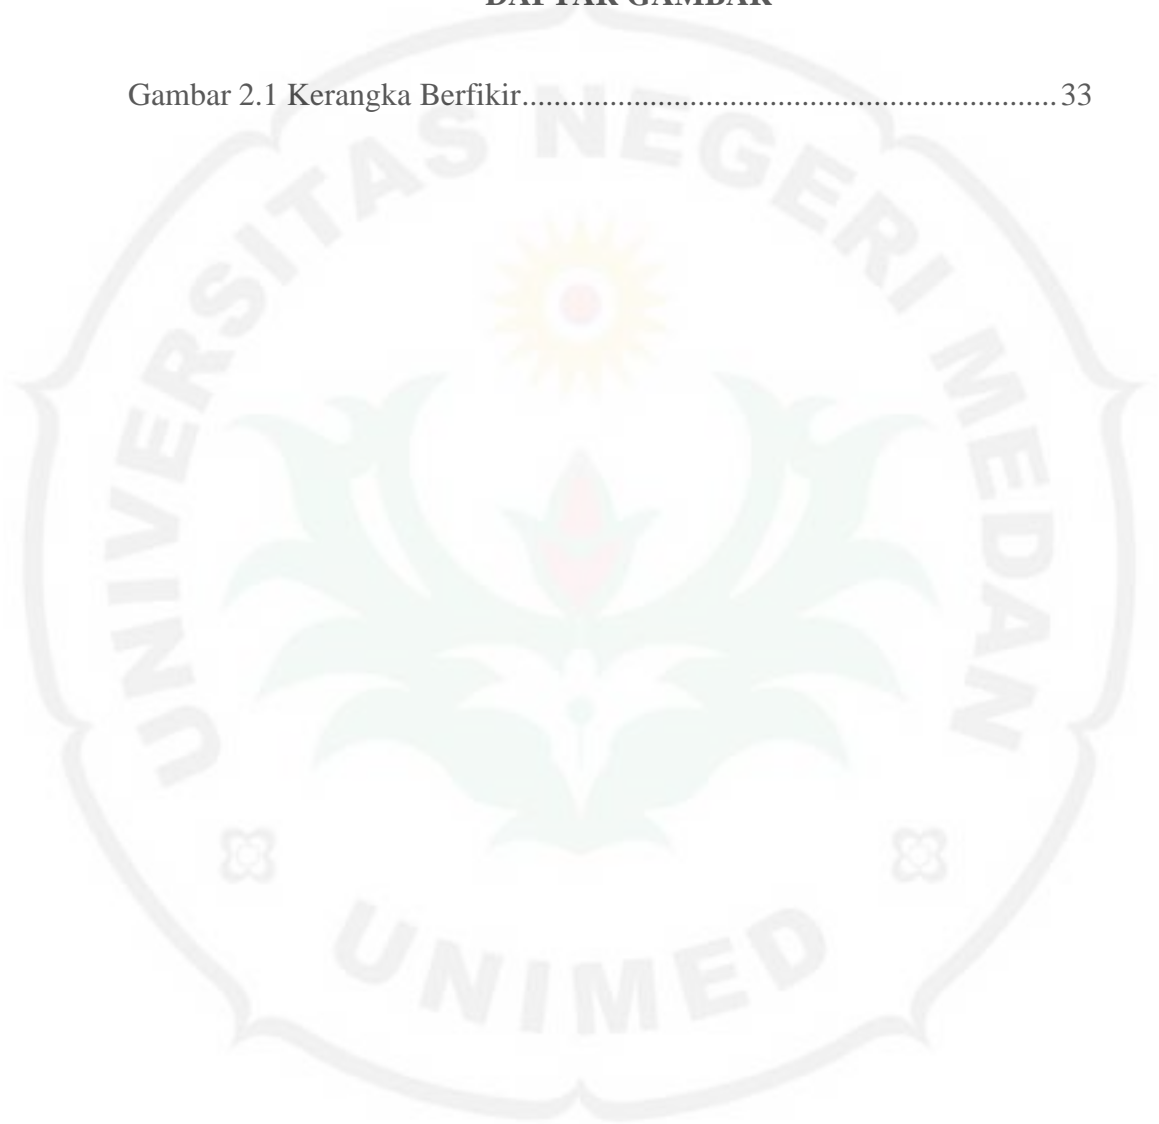 DAFTAR GAMBAR
Gambar 2.1 Kerangka Berfikir.................................................................... 33
UNIVERSITAS NEGERI MEDAN
UNIMED